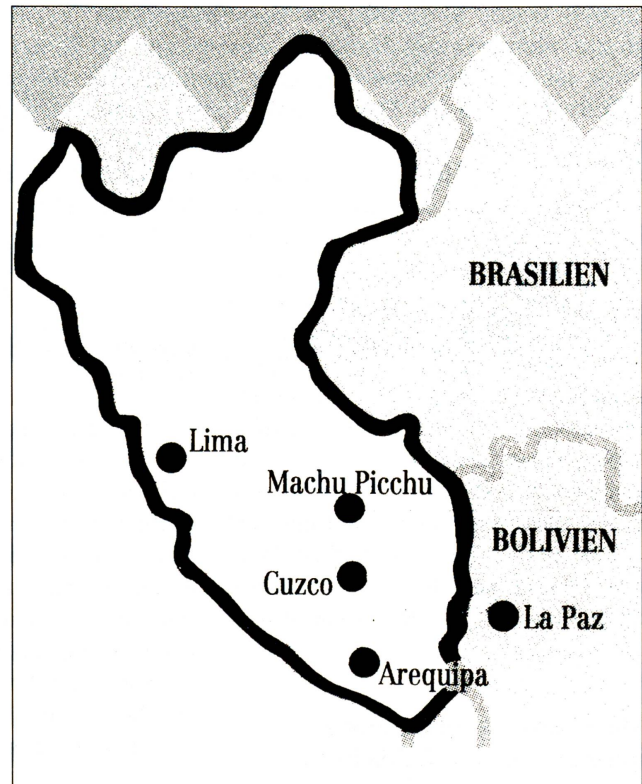 BRASILIEN
Lima
Machu Picchu
BOLIVIEN
Cuzco
La Paz
Arequipa